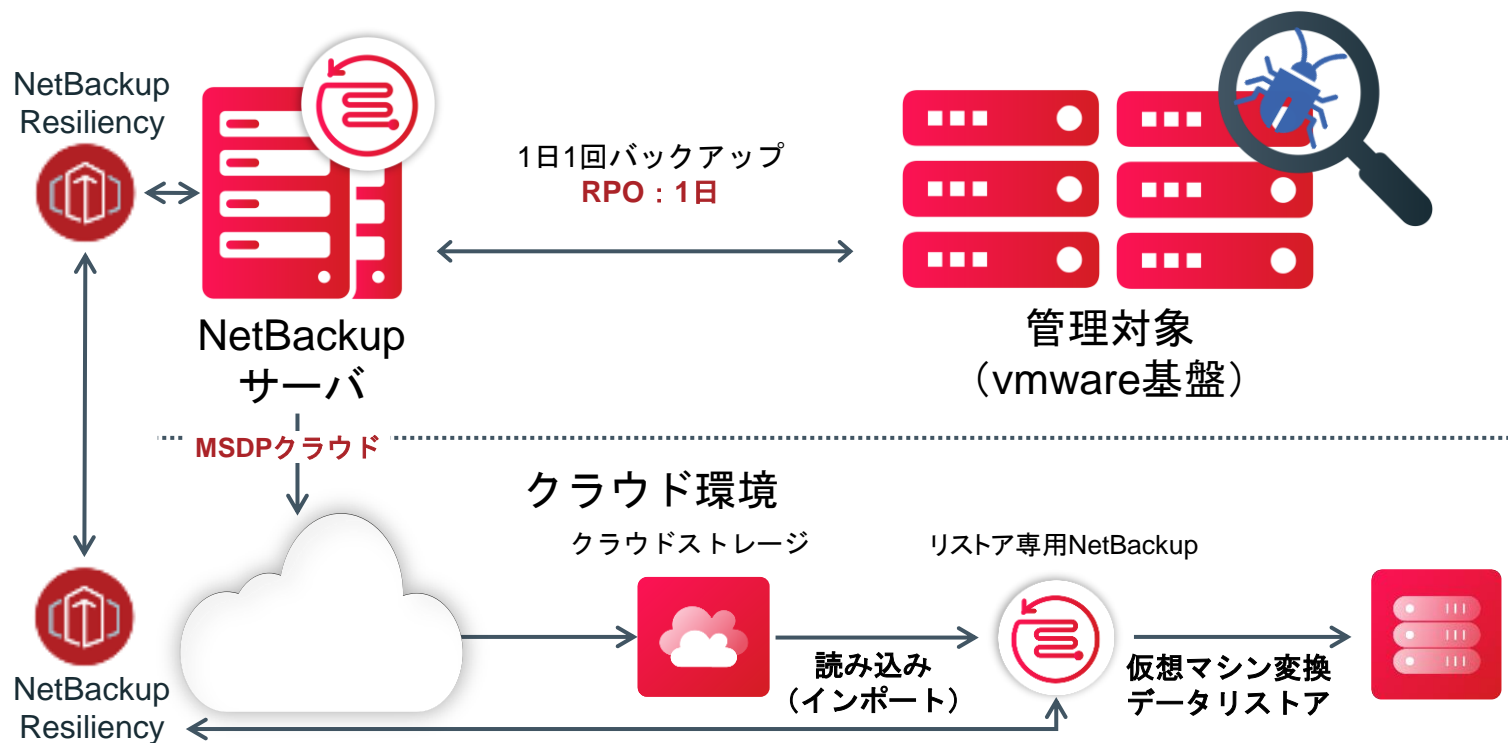 NetBackup
Resiliency
1日1回バックアップ
RPO：1日
NetBackup
サーバ
管理対象
（vmware基盤）
MSDPクラウド
クラウド環境
クラウドストレージ
リストア専用NetBackup
読み込み
（インポート）
仮想マシン変換
データリストア
NetBackup
Resiliency